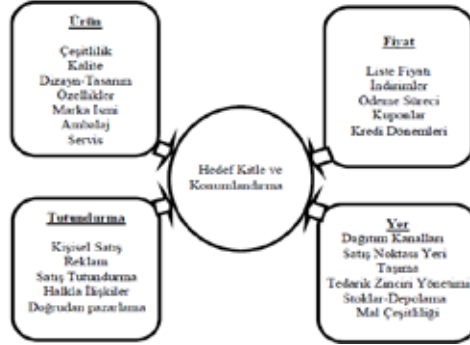 Ürün
Çeşitlilik
Kalite
Dizayn-Tasarım
Özellikler
Marka İsmi
Ambalaj
Servis
Fiyat
Liste Fiyatı
İndirimler
Ödeme Süreci
Kuponlar
Kredi Dönemleri
Hedef Katle ve
Konumlandırma
Tutundurma
Kişisel Satış
Reklam
Satış Tutundurma
Halkla İlişkiler
Doğrudan pazarlama
Yer
Dağıtım Kanalları
Satış Noktası Yeri
Taşıma
Tedarik Zinciri Yönetimi
Stoklar-Depolama
Mal Çeşitliliği